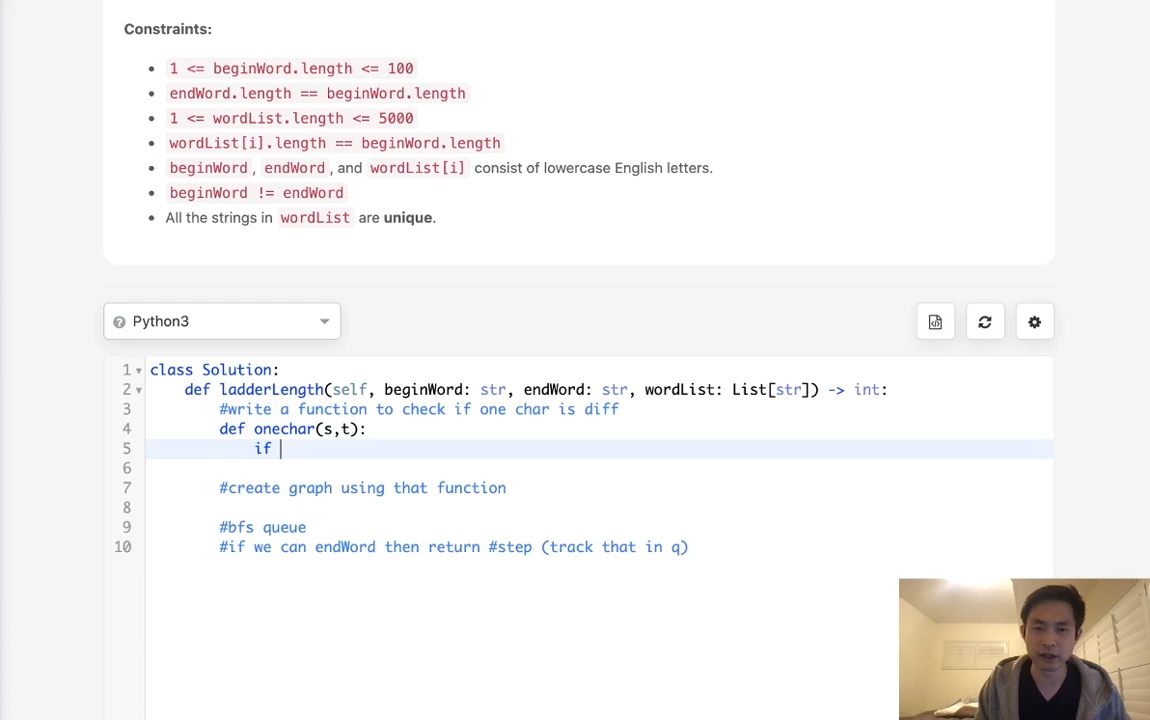 Constraints:
1 <= beginWord.length <= 100
endWord.length == beginWord.length
1 <= wordList.length <= 5000
wordList[i].length == beginWord.length
beginWord, endWord, and wordList[i] consist of lowercase English letters.
beginWord != endWord
All the strings in wordList are unique.
Python3
1 class Solution:
2 def ladderLength(self, beginWord: str, endWord: str, wordList: List[str]) -> int:
3 #write a function to check if one char is diff
4 def onechar(s,t):
5 if
6
7 #create graph using that function
8
9 #bfs queue
10 #if we can endWord then return #step (track that in q)